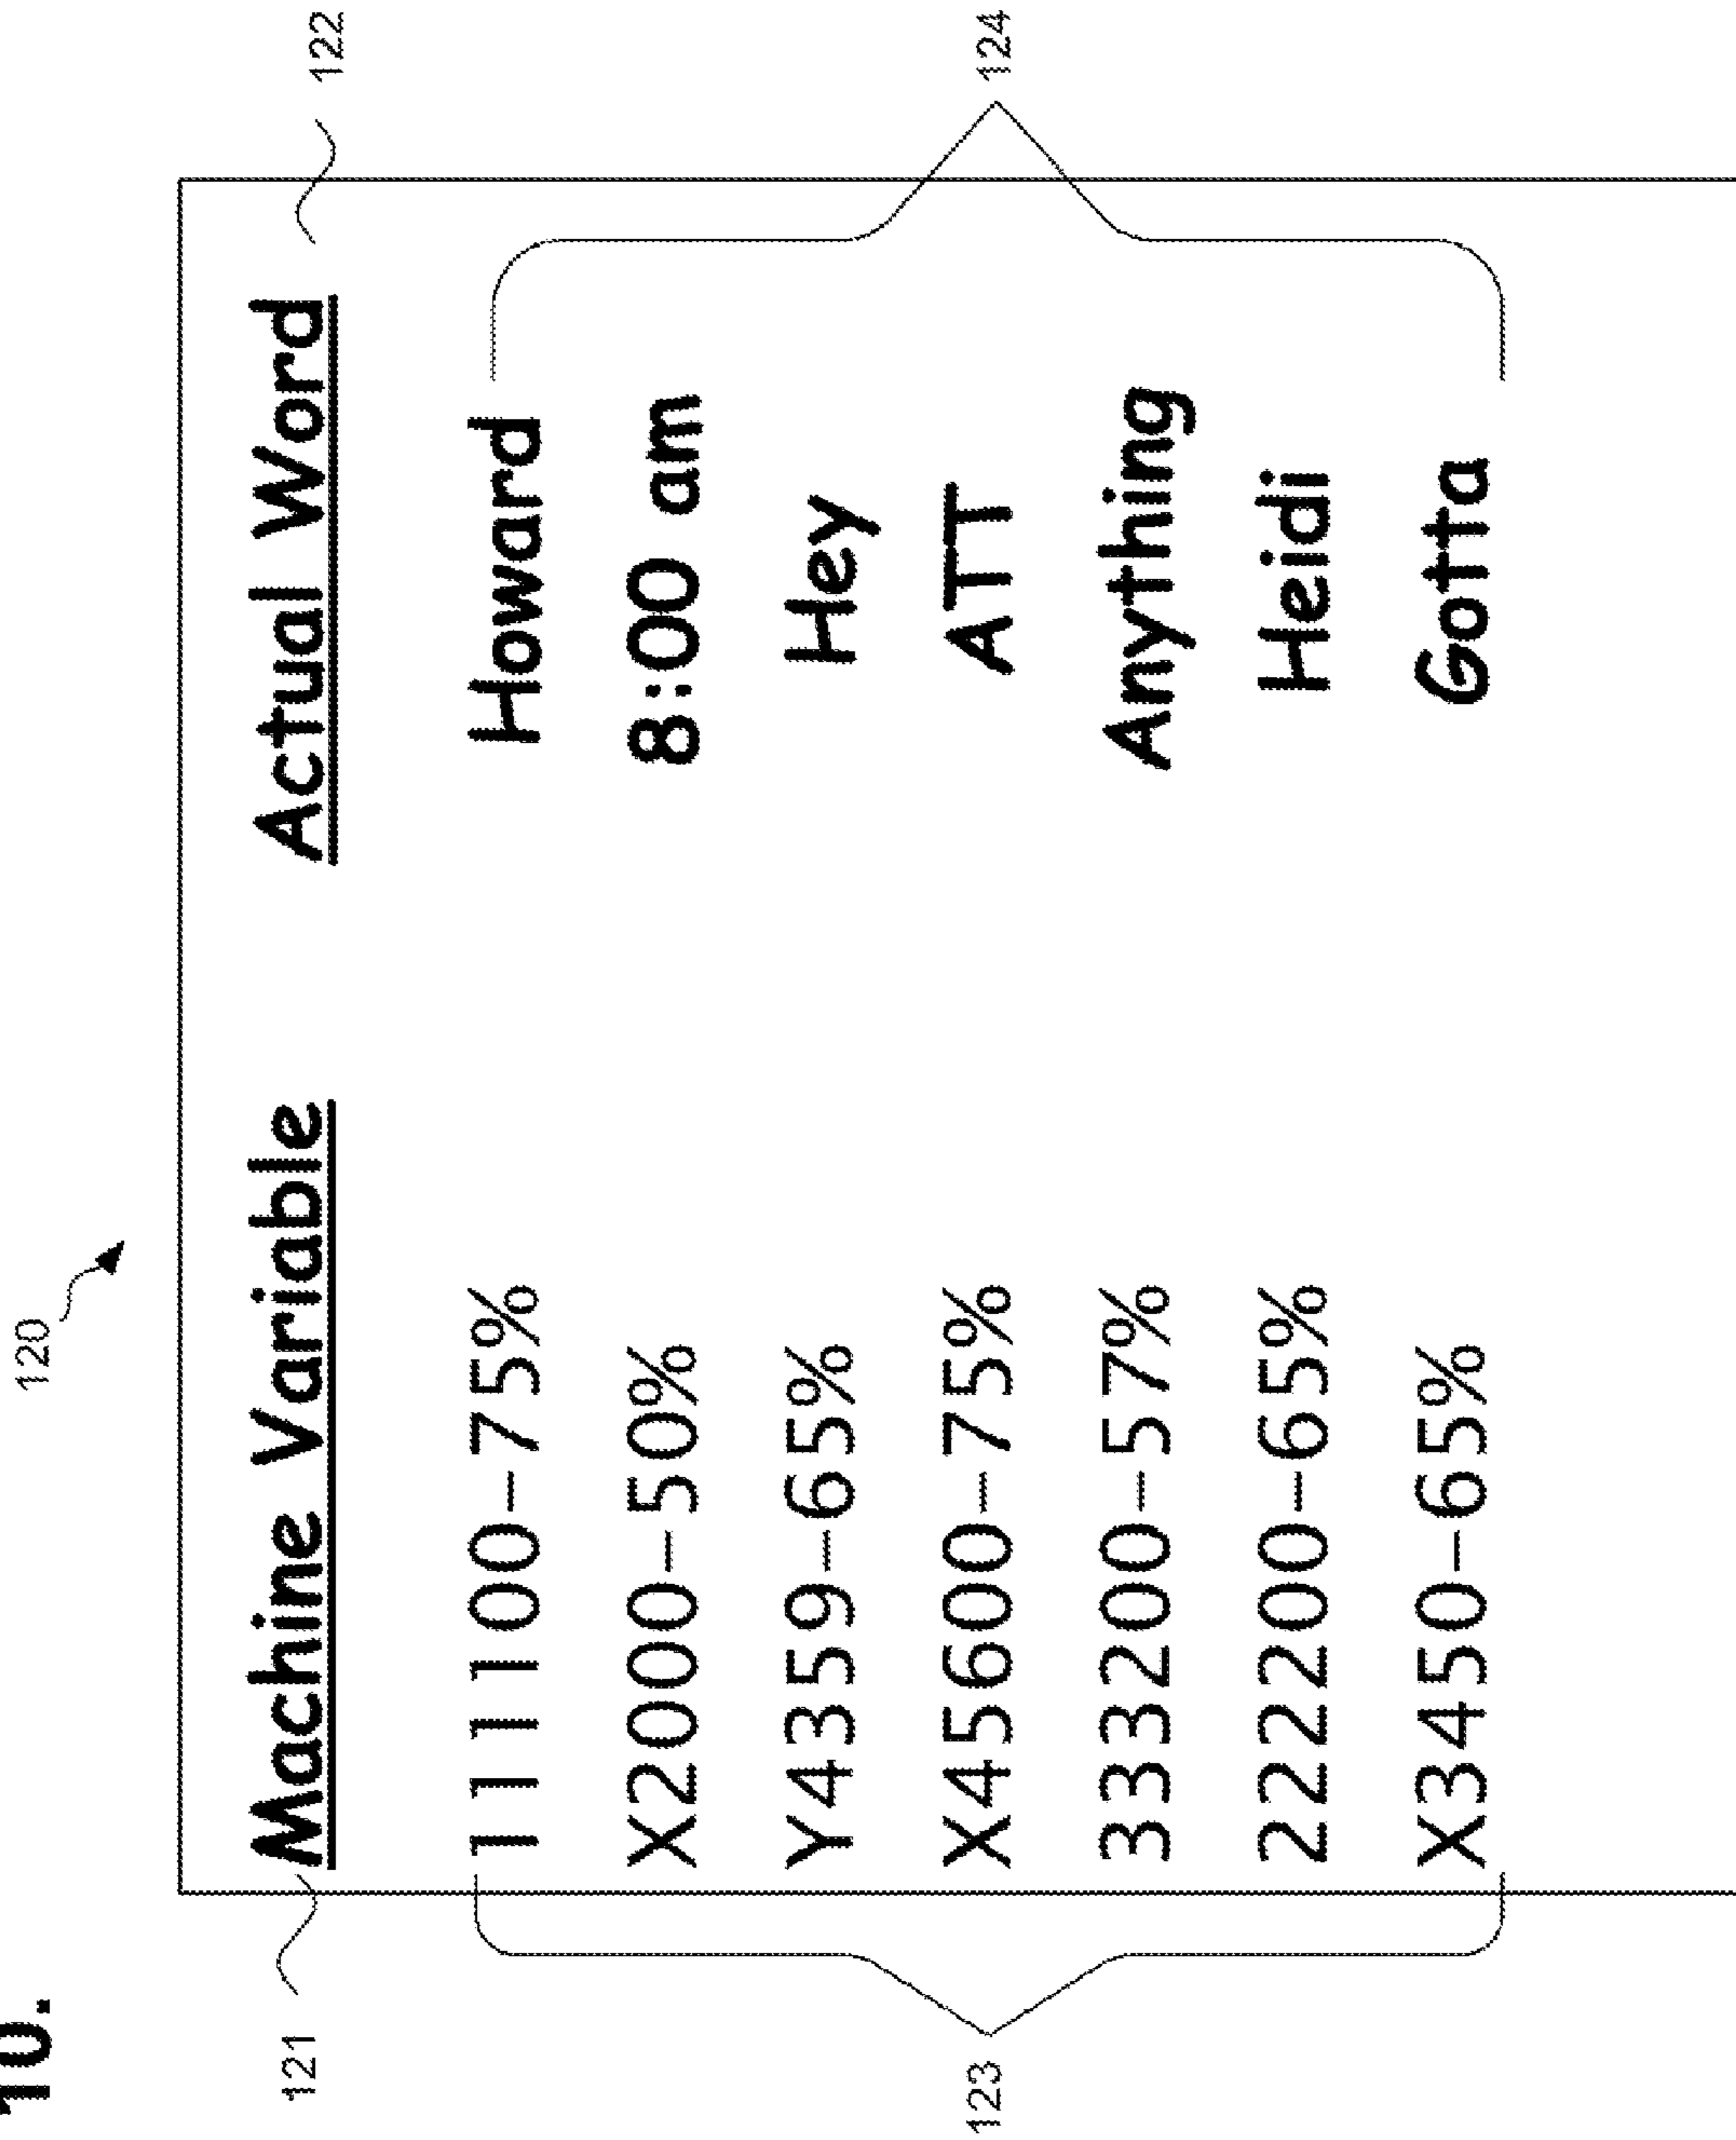 10.
120
121 Machine Variable Actual Word 122
111100-75% Howard
X2000-50% 8:00 am
Y4359-65% Hey
123 X45600-75% ATT 124
333200-57% Anything
222200-65% Heidi
X3450-65% Gotta